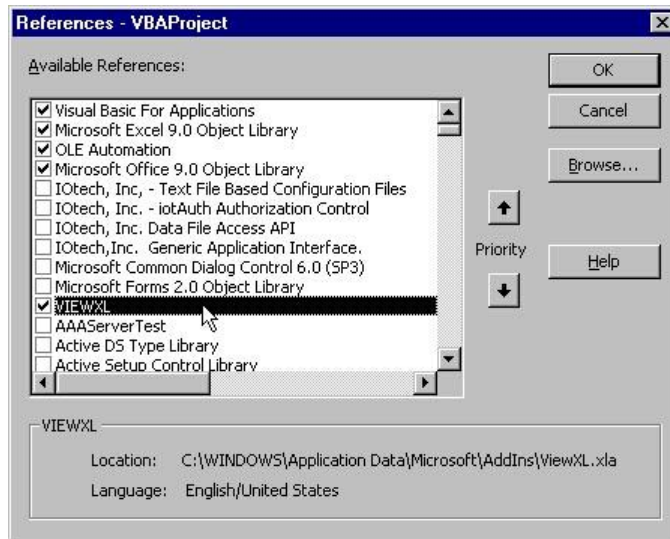 References - VBAProject
Available References:
Visual Basic For Applications
Microsoft Excel 9.0 Object Library
OLE Automation
Microsoft Office 9.0 Object Library
IOtech, Inc, - Text File Based Configuration Files
IOtech, Inc. - iotAuth Authorization Control
IOtech, Inc. Data File Access API
IOtech,Inc.  Generic Application Interface.
Microsoft Common Dialog Control 6.0 (SP3)
Microsoft Forms 2.0 Object Library
VIEWXL
AAAServerTest
Active DS Type Library
Active Setup Control Library
Priority
OK
Cancel
Browse...
Help
VIEWXL
Location: C:\WINDOWS\Application Data\Microsoft\AddIns\ViewXL.xla
Language: English/United States